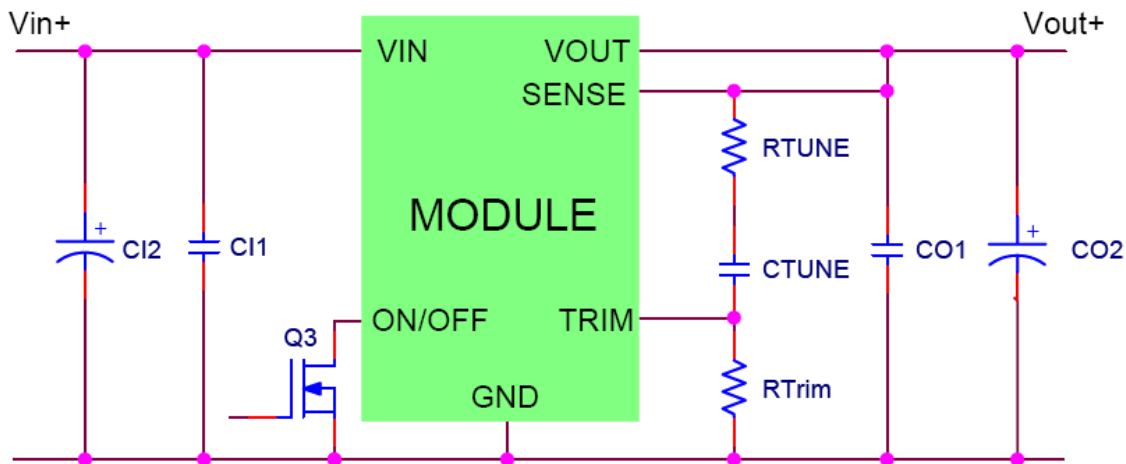 Vin+
Vout+
VIN
VOUT
SENSE
RTUNE
MODULE
+
CI2
CI1
CTUNE
CO1
+
CO2
ON/OFF
TRIM
Q3
GND
RTrim